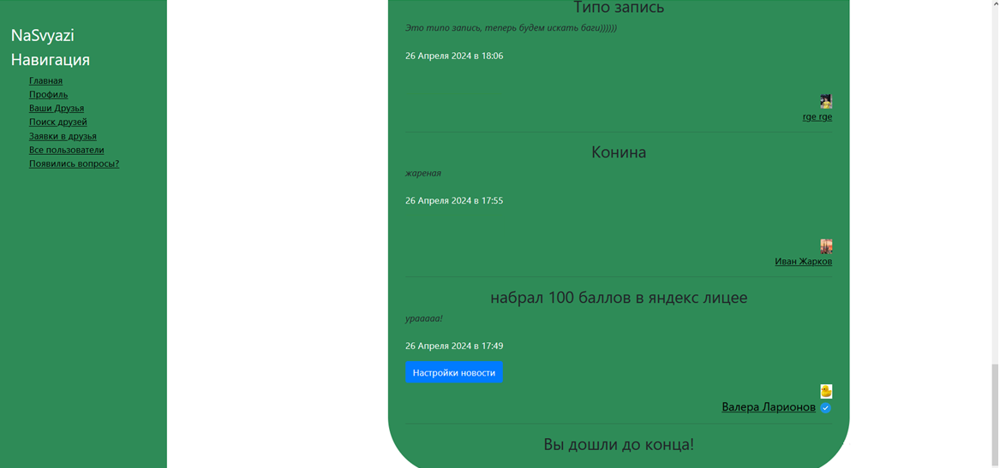 NaSvyazi
Навигация
Главная
Профиль
Ваши Друзья
Поиск друзей
Заявки в друзья
Все пользователи
Появились вопросы?
Типо запись
Это типо запись, теперь будем искать баги))))))
26 Апреля 2024 в 18:06
rge rge
Конина
жареная
26 Апреля 2024 в 17:55
Иван Жарков
набрал 100 баллов в яндекс лицее
урааааа!
26 Апреля 2024 в 17:49
Настройки новости
Валера Ларионов
Вы дошли до конца!